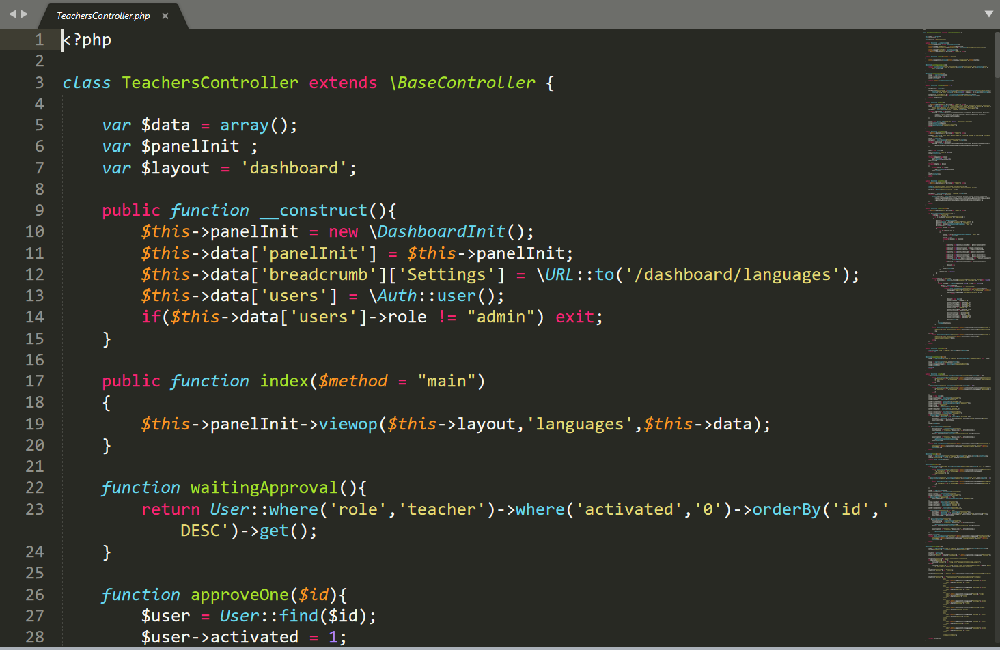 TeachersController.php ×
1 <?php
2
3 class TeachersController extends \BaseController {
4
5 var $data = array();
6 var $panelInit ;
7 var $layout = 'dashboard';
8
9 public function __construct(){
10 $this->panelInit = new \DashboardInit();
11 $this->data['panelInit'] = $this->panelInit;
12 $this->data['breadcrumb']['Settings'] = \URL::to('/dashboard/languages');
13 $this->data['users'] = \Auth::user();
14 if($this->data['users']->role != "admin") exit;
15 }
16
17 public function index($method = "main")
18 {
19 $this->panelInit->viewop($this->layout,'languages',$this->data);
20 }
21
22 function waitingApproval(){
23 return User::where('role','teacher')->where('activated','0')->orderBy('id','
DESC')->get();
24 }
25
26 function approveOne($id){
27 $user = User::find($id);
28 $user->activated = 1;